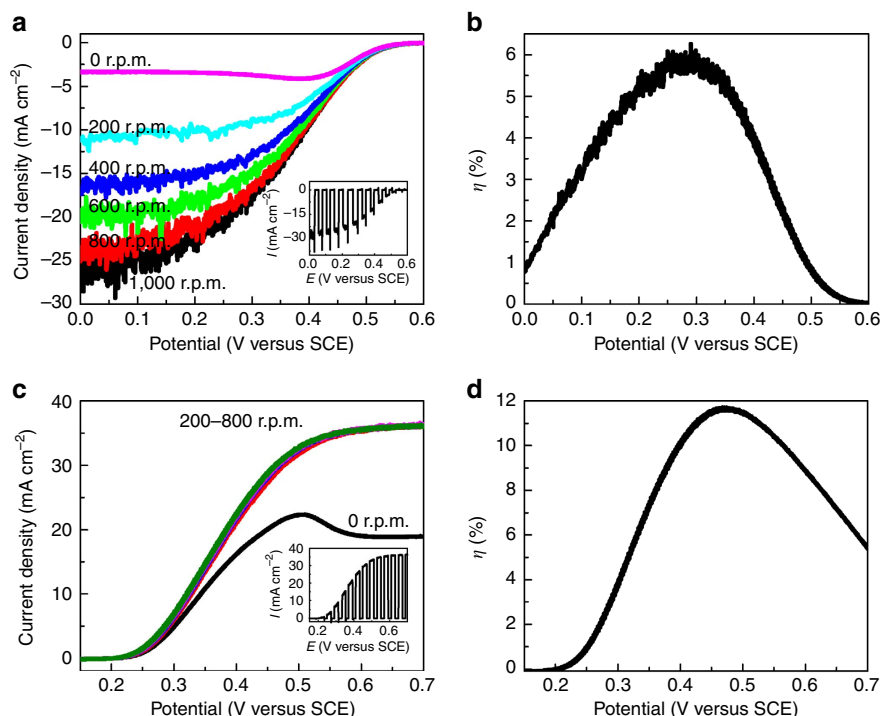 a
0
−5
−10
−15
−20
−25
−30
Current density (mA cm−2)
0 r.p.m.
200 r.p.m.
400 r.p.m.
600 r.p.m.
800 r.p.m.
1,000 r.p.m.
0
−15
−30
I (mA cm−2)
0.0 0.2 0.4 0.6
E (V versus SCE)
0.0 0.1 0.2 0.3 0.4 0.5 0.6
Potential (V versus SCE)
b
6
5
4
3
2
1
0
η (%)
0.0 0.1 0.2 0.3 0.4 0.5 0.6
Potential (V versus SCE)
c
40
30
20
10
0
Current density (mA cm−2)
200–800 r.p.m.
0 r.p.m.
40
30
20
10
0
I (mA cm−2)
0.2 0.4 0.6
E (V versus SCE)
0.2 0.3 0.4 0.5 0.6 0.7
Potential (V versus SCE)
d
12
10
8
6
4
2
0
η (%)
0.2 0.3 0.4 0.5 0.6 0.7
Potential (V versus SCE)